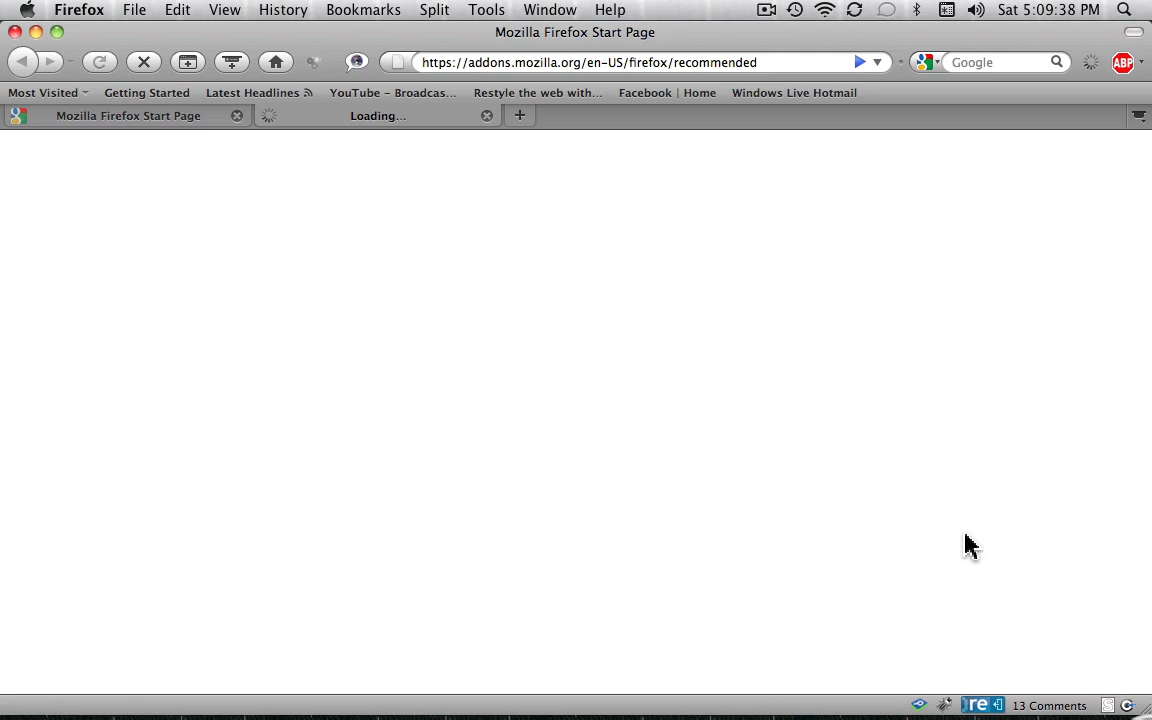 Firefox File Edit View History Bookmarks Split Tools Window Help Sat 5:09:38 PM
Mozilla Firefox Start Page
https://addons.mozilla.org/en-US/firefox/recommended Google ABP
Most Visited Getting Started Latest Headlines YouTube - Broadcas... Restyle the web with... Facebook | Home Windows Live Hotmail
Mozilla Firefox Start Page Loading...
re 13 Comments